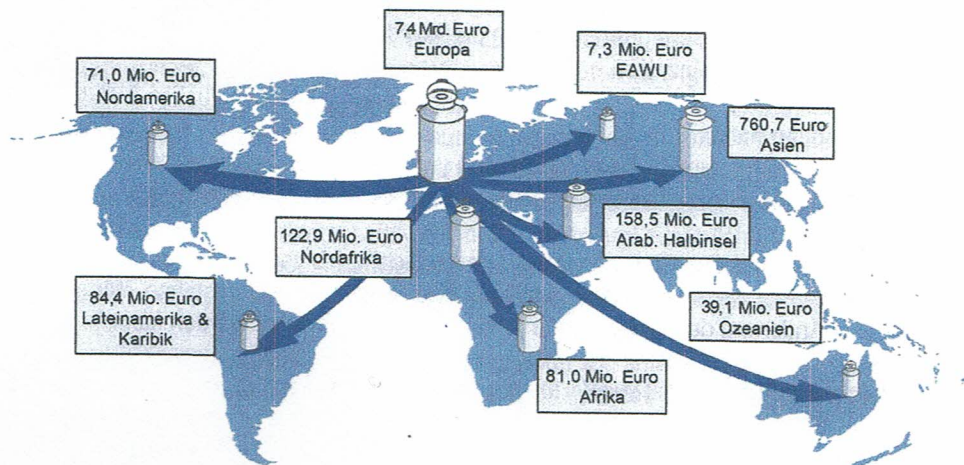 7,4 Mrd. Euro
Europa
7,3 Mio. Euro
EAWU
71,0 Mio. Euro
Nordamerika
760,7 Euro
Asien
158,5 Mio. Euro
Arab. Halbinsel
122,9 Mio. Euro
Nordafrika
84,4 Mio. Euro
Lateinamerika &
Karibik
39,1 Mio. Euro
Ozeanien
81,0 Mio. Euro
Afrika